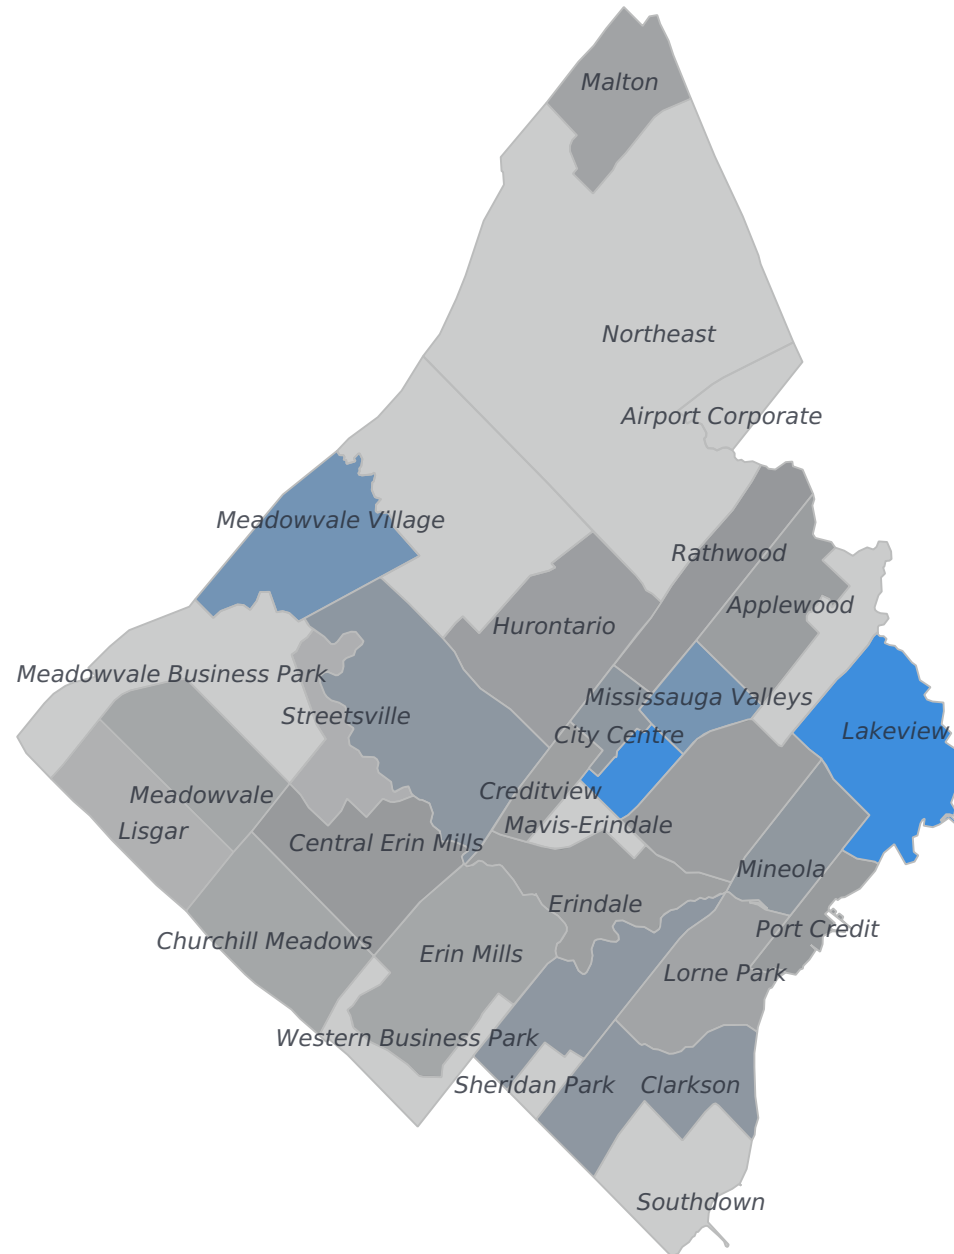 Malton
Northeast
Airport Corporate
Meadowvale Village
Rathwood
Applewood
Hurontario
Meadowvale Business Park
Mississauga Valleys
Streetsville
City Centre
Lakeview
Creditview
Meadowvale
Mavis-Erindale
Lisgar
Central Erin Mills
Mineola
Erindale
Port Credit
Churchill Meadows
Erin Mills
Lorne Park
Western Business Park
Sheridan Park
Clarkson
Southdown